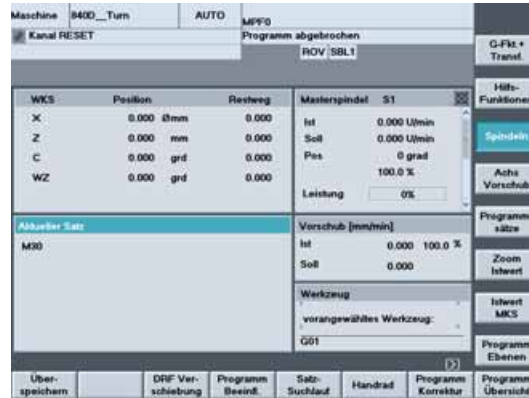 Maschine 840D__Turn AUTO MPF0
Kanal RESET Programm abgebrochen
ROV SBL1
WKS Position Restweg
X 0.000 Ømm 0.000
Z 0.000 mm 0.000
C 0.000 grd 0.000
WZ 0.000 grd 0.000
Masterspindel S1
Ist 0.000 U/min
Soll 0.000 U/min
Pos 0 grad
100.0 %
Leistung 0%
Aktueller Satz
M30
Vorschub [mm/min]
Ist 0.000 100.0 %
Soll 0.000
Werkzeug
vorangewähltes Werkzeug:
G01
G-Fkt.+
Transf.
Hilfs-
Funktionen
Spindeln
Achs
Vorschub
Programm
sätze
Zoom
Istwert
Istwert
MKS
Programm
Ebenen
Programm
Übersicht
Über-
speichern
DRF Ver-
schiebung
Programm
Beeinfl.
Satz-
Suchlauf
Handrad
Programm
Korrektur